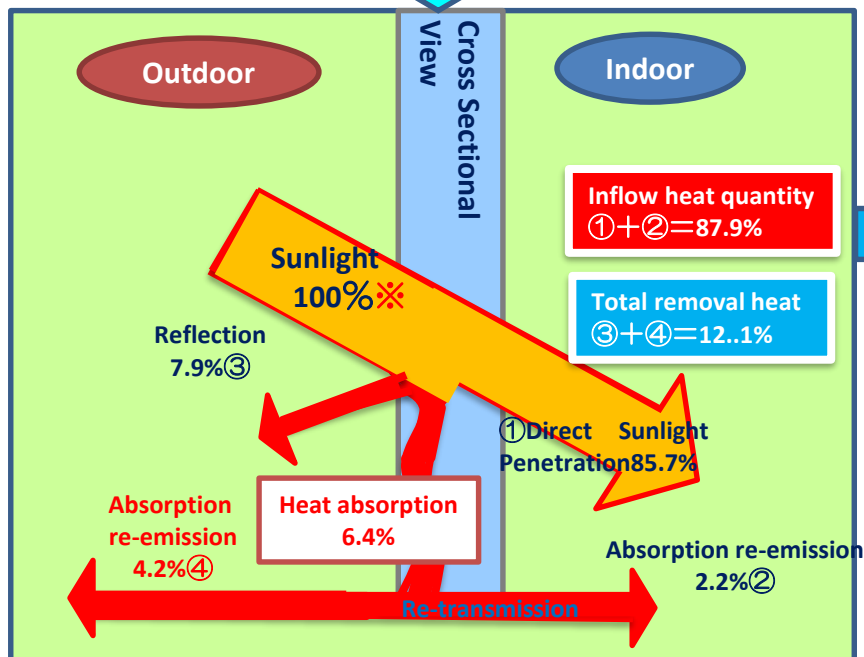 Outdoor
Cross Sectional
View
Indoor
Inflow heat quantity
①＋②＝87.9%
Sunlight
100%※
Total removal heat
③＋④＝12..1%
Reflection
7.9%③
①Direct Sunlight
Penetration85.7%
Absorption
re-emission
4.2%④
Heat absorption
6.4%
Absorption re-emission
2.2%②
Re-transmission